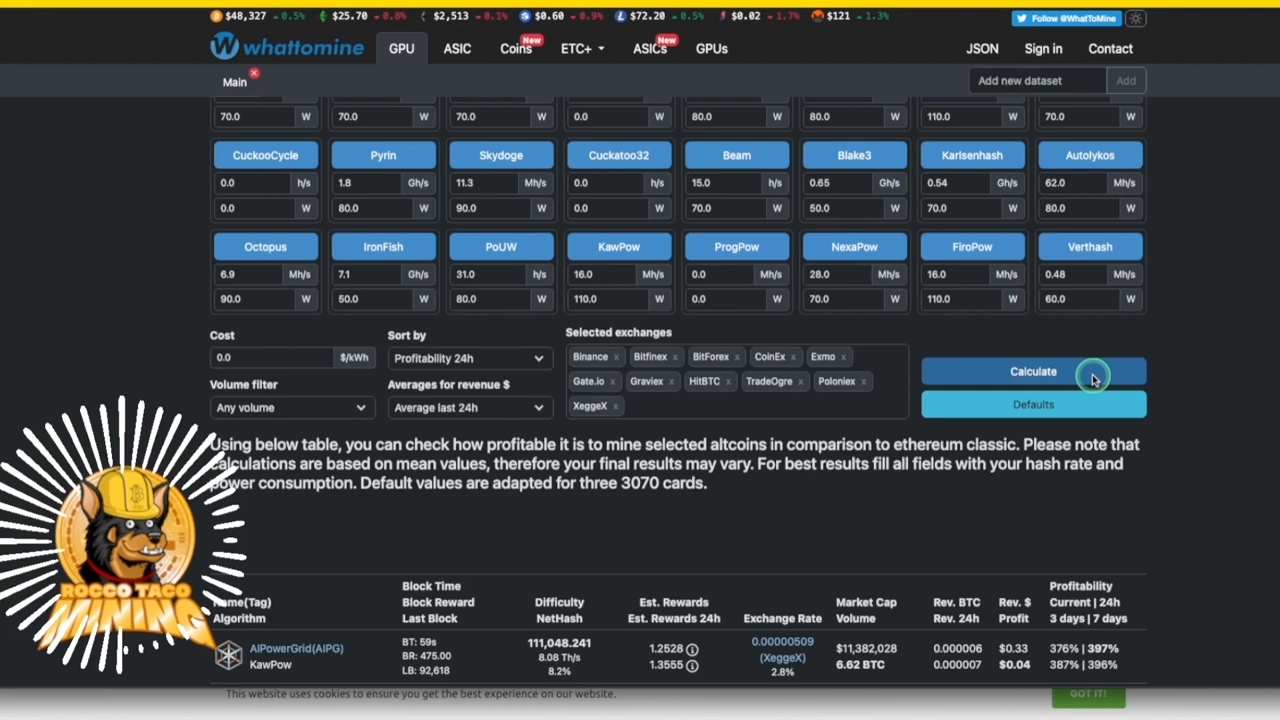 $48,327 ▲0.5% $25.70 ▼0.8% $2,513 ▼0.1% $0.60 ▼0.9% $72.20 ▲0.5% $0.02 ▼1.7% $121 ▲1.3% Follow @WhatToMine
whattomine GPU ASIC Coins New ETC+ ASICs New GPUs JSON Sign in Contact
Main Add new dataset Add
70.0 W 70.0 W 70.0 W 0.0 W 80.0 W 80.0 W 110.0 W 70.0 W
CuckooCycle Pyrin Skydoge Cuckatoo32 Beam Blake3 Karlsenhash Autolykos
0.0 h/s 1.8 Gh/s 11.3 Mh/s 0.0 h/s 15.0 h/s 0.65 Gh/s 0.54 Gh/s 62.0 Mh/s
0.0 W 80.0 W 90.0 W 0.0 W 70.0 W 50.0 W 70.0 W 80.0 W
Octopus IronFish PoUW KawPow ProgPow NexaPow FiroPow Verthash
6.9 Mh/s 7.1 Gh/s 31.0 h/s 16.0 Mh/s 0.0 Mh/s 28.0 Mh/s 16.0 Mh/s 0.48 Mh/s
90.0 W 50.0 W 80.0 W 110.0 W 0.0 W 70.0 W 110.0 W 60.0 W
Cost Sort by Selected exchanges
0.0 $/kWh Profitability 24h Binance x Bitfinex x BitForex x CoinEx x Exmo x
Calculate
Volume filter Averages for revenue $ Gate.io x Graviex x HitBTC x TradeOgre x Poloniex x
Any volume Average last 24h XeggeX x Defaults
Using below table, you can check how profitable it is to mine selected altcoins in comparison to ethereum classic. Please note that
calculations are based on mean values, therefore your final results may vary. For best results fill all fields with your hash rate and
power consumption. Default values are adapted for three 3070 cards.
ROCCO TACO
MINING
Name(Tag)
Algorithm
Block Time
Block Reward
Last Block
Difficulty
NetHash
Est. Rewards
Est. Rewards 24h
Exchange Rate
Market Cap
Volume
Rev. BTC
Rev. 24h
Rev. $
Profit
Profitability
Current | 24h
3 days | 7 days
AIPowerGrid(AIPG)
KawPow
BT: 59s
BR: 475.00
LB: 92,618
111,048.241
8.08 Th/s
8.2%
1.2528
1.3555
0.00000509
(XeggeX)
2.8%
$11,382,028
6.62 BTC
0.000006
0.000007
$0.33
$0.04
376% | 397%
387% | 396%
This website uses cookies to ensure you get the best experience on our website. GOT IT!